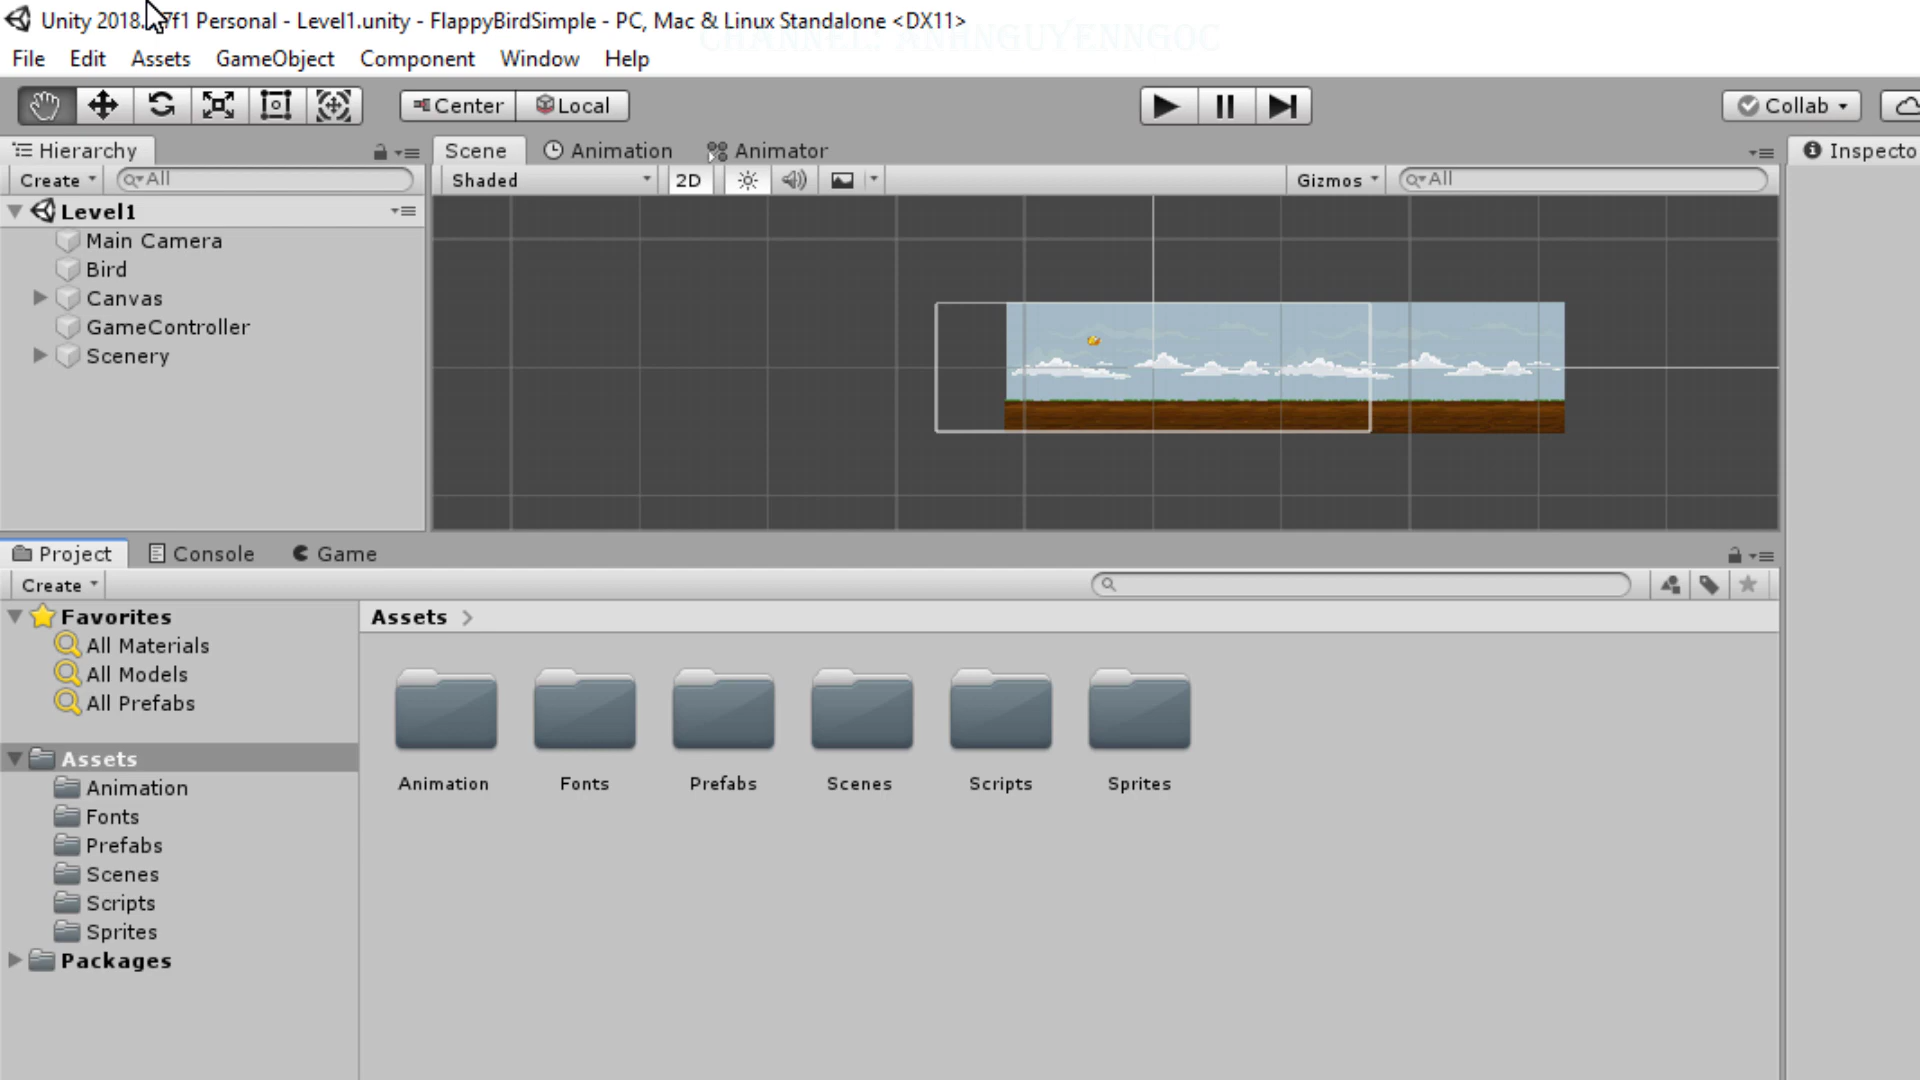 Unity 2018. 7f1 Personal - Level1.unity - FlappyBirdSimple - PC, Mac & Linux Standalone <DX11>
CHANNEL: ANHNGUYENNGOC
File Edit Assets GameObject Component Window Help
Center Local Collab
Hierarchy Scene Animation Animator Inspecto
Create All Shaded 2D Gizmos All
Level1
Main Camera
Bird
Canvas
GameController
Scenery
Project Console Game
Create
Favorites Assets
All Materials
All Models
All Prefabs
Assets
Animation
Fonts
Prefabs
Scenes
Scripts
Sprites
Packages
Animation Fonts Prefabs Scenes Scripts Sprites